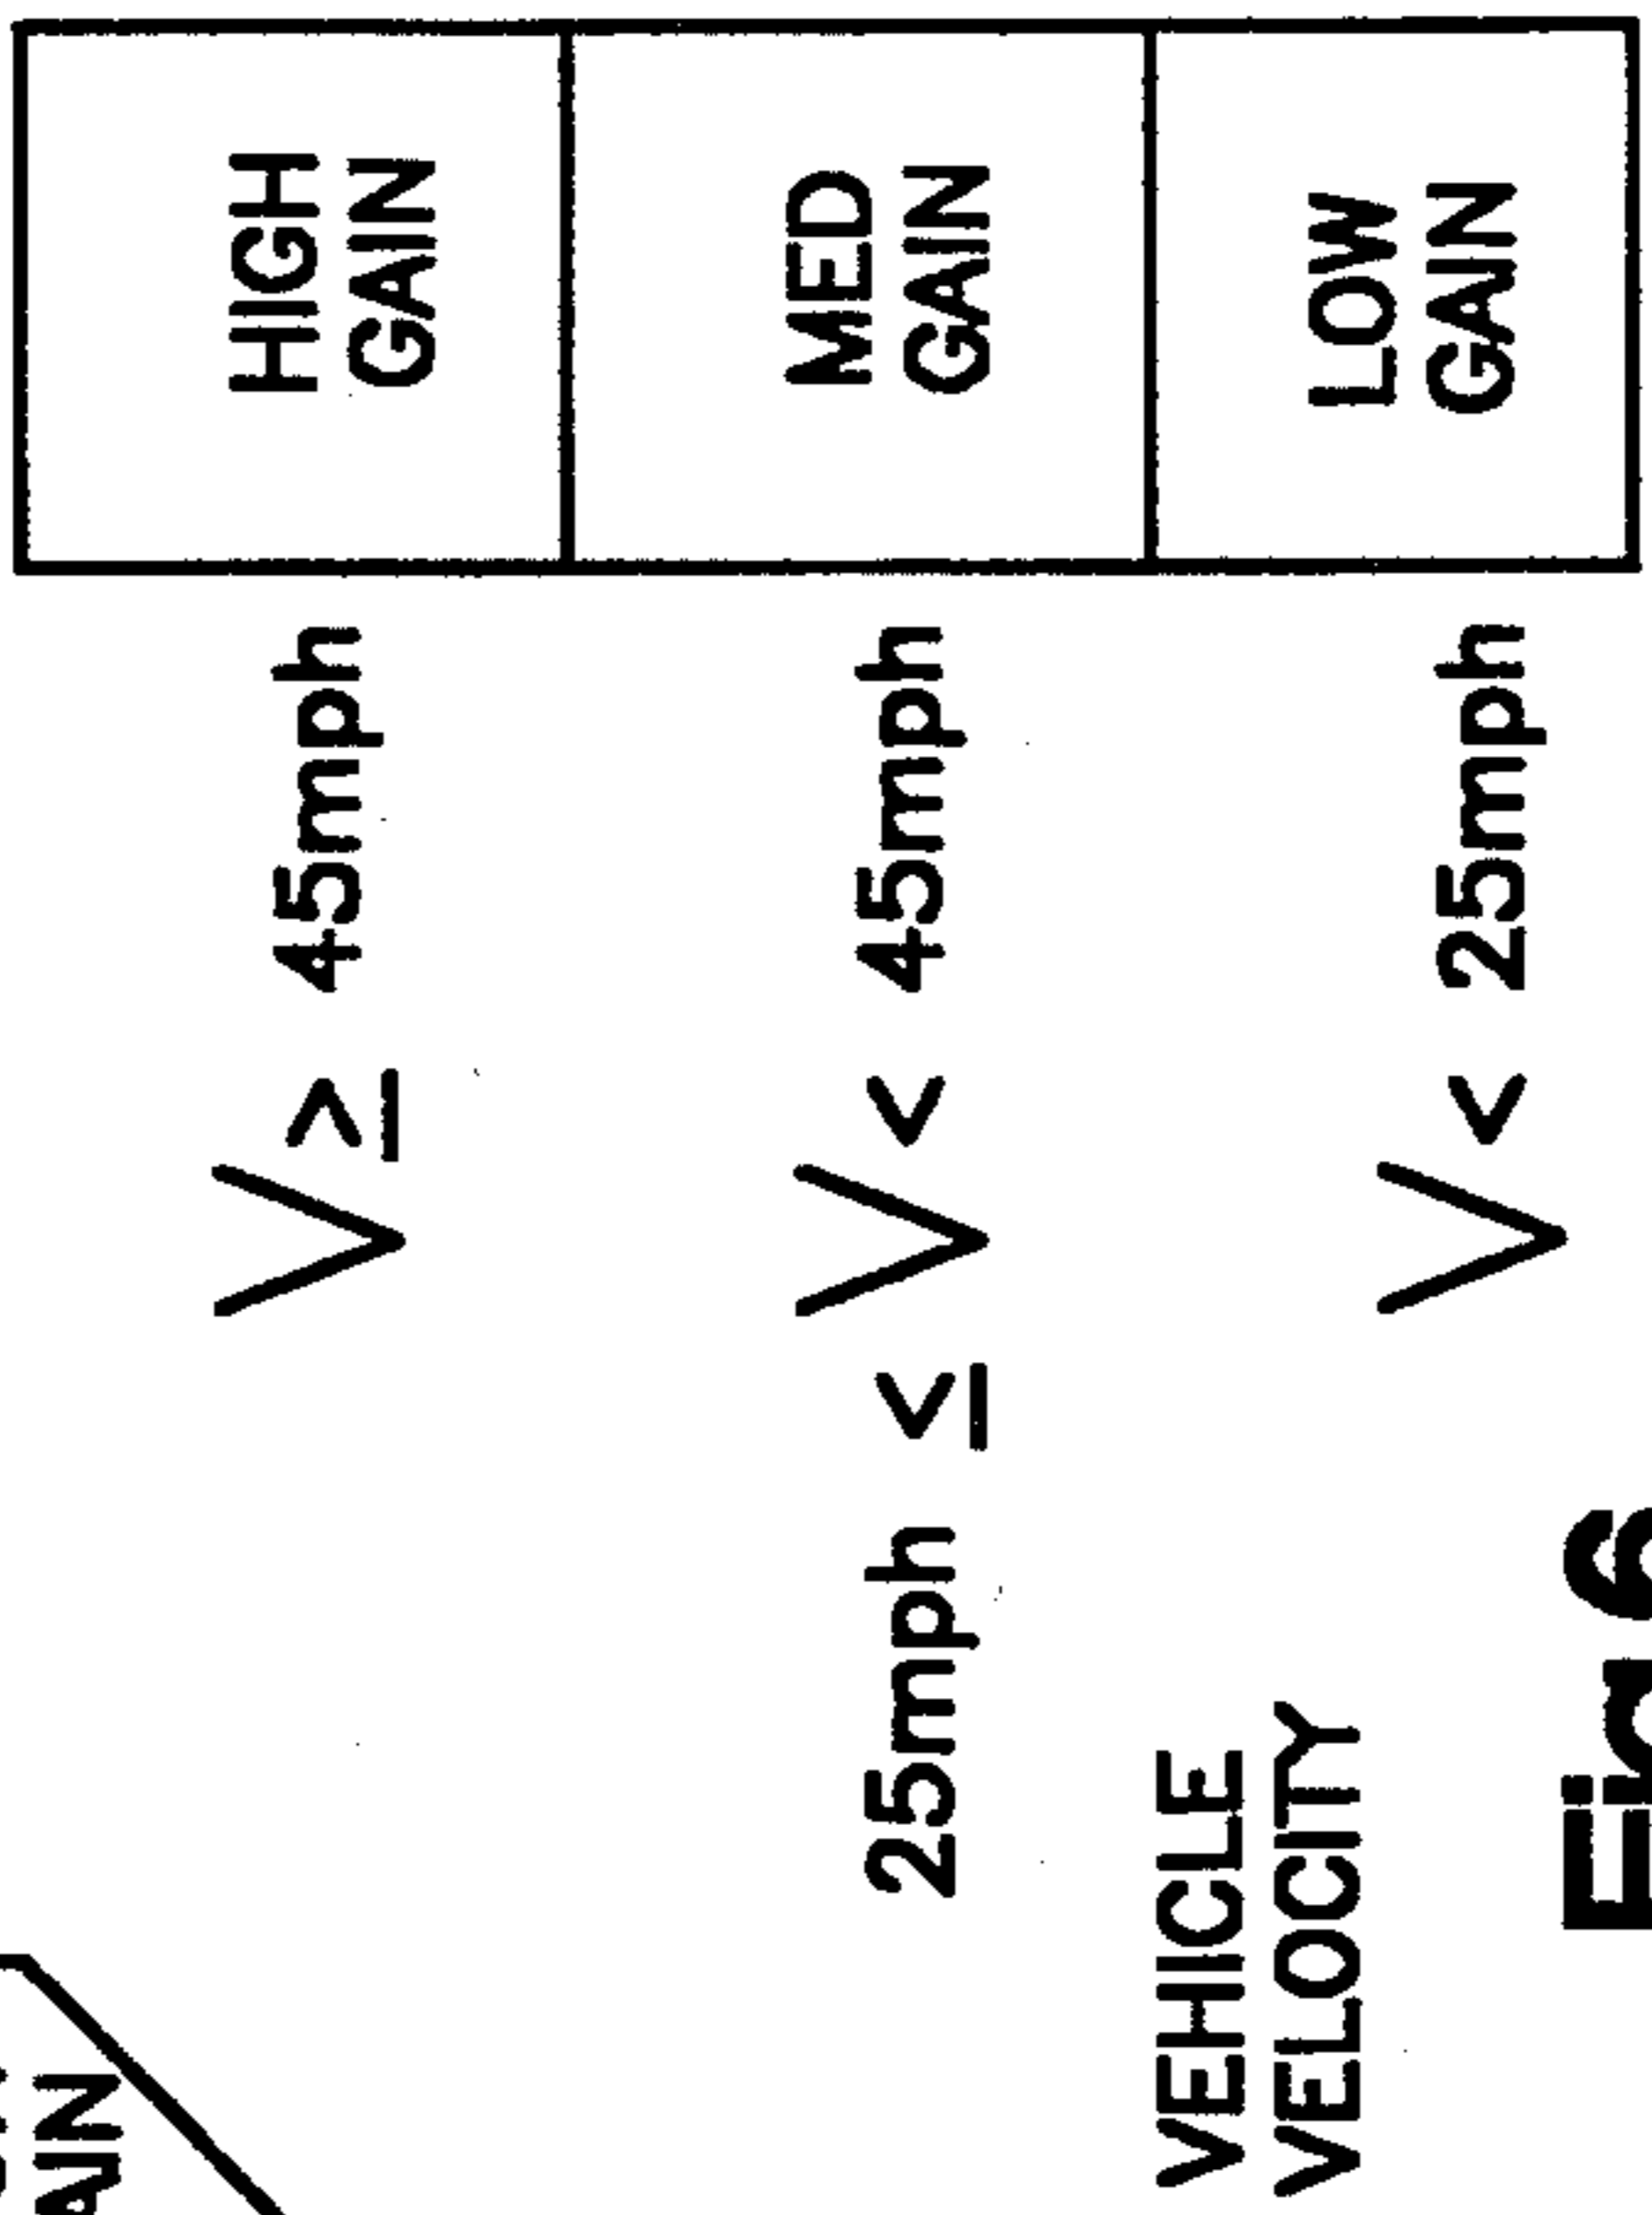 V ≥ 45mph
HIGH
GAIN
25mph ≤ V < 45mph
MED
GAIN
VEHICLE
VELOCITY
V < 25mph
LOW
GAIN